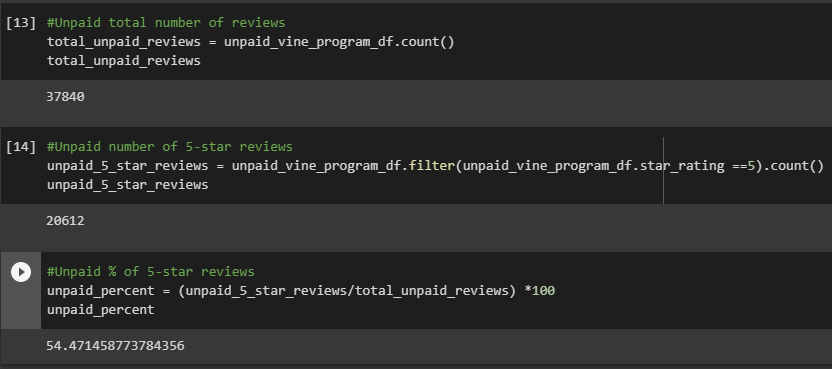 [13] #Unpaid total number of reviews
total_unpaid_reviews = unpaid_vine_program_df.count()
total_unpaid_reviews
37840
[14] #Unpaid number of 5-star reviews
unpaid_5_star_reviews = unpaid_vine_program_df.filter(unpaid_vine_program_df.star_rating ==5).count()
unpaid_5_star_reviews
20612
#Unpaid % of 5-star reviews
unpaid_percent = (unpaid_5_star_reviews/total_unpaid_reviews) *100
unpaid_percent
54.471458773784356